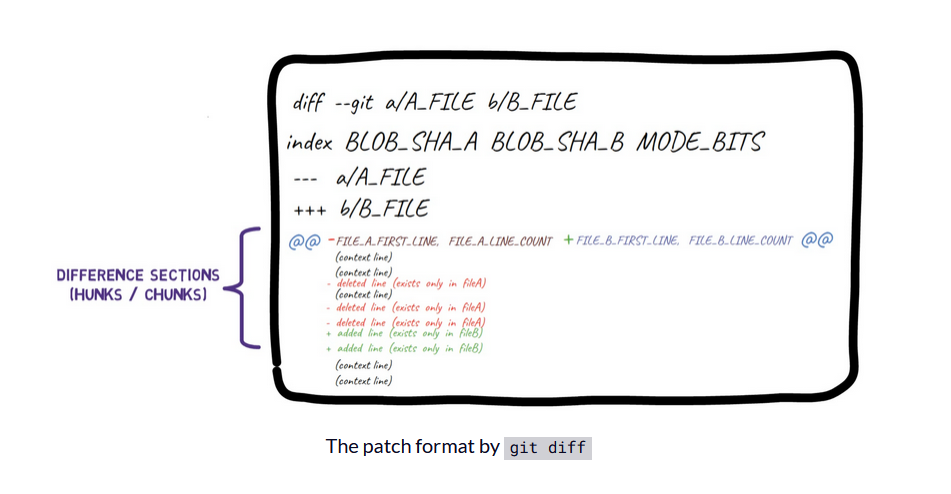 diff --git a/A_FILE b/B_FILE
index BLOB_SHA_A BLOB_SHA_B MODE_BITS
--- a/A_FILE
+++ b/B_FILE
@@ -FILE_A_FIRST_LINE, FILE_A_LINE_COUNT +FILE_B_FIRST_LINE, FILE_B_LINE_COUNT @@
(context line)
(context line)
- deleted line (exists only in fileA)
(context line)
- deleted line (exists only in fileA)
- deleted line (exists only in fileA)
+ added line (exists only in fileB)
+ added line (exists only in fileB)
(context line)
(context line)
DIFFERENCE SECTIONS
(HUNKS / CHUNKS)
The patch format by git diff